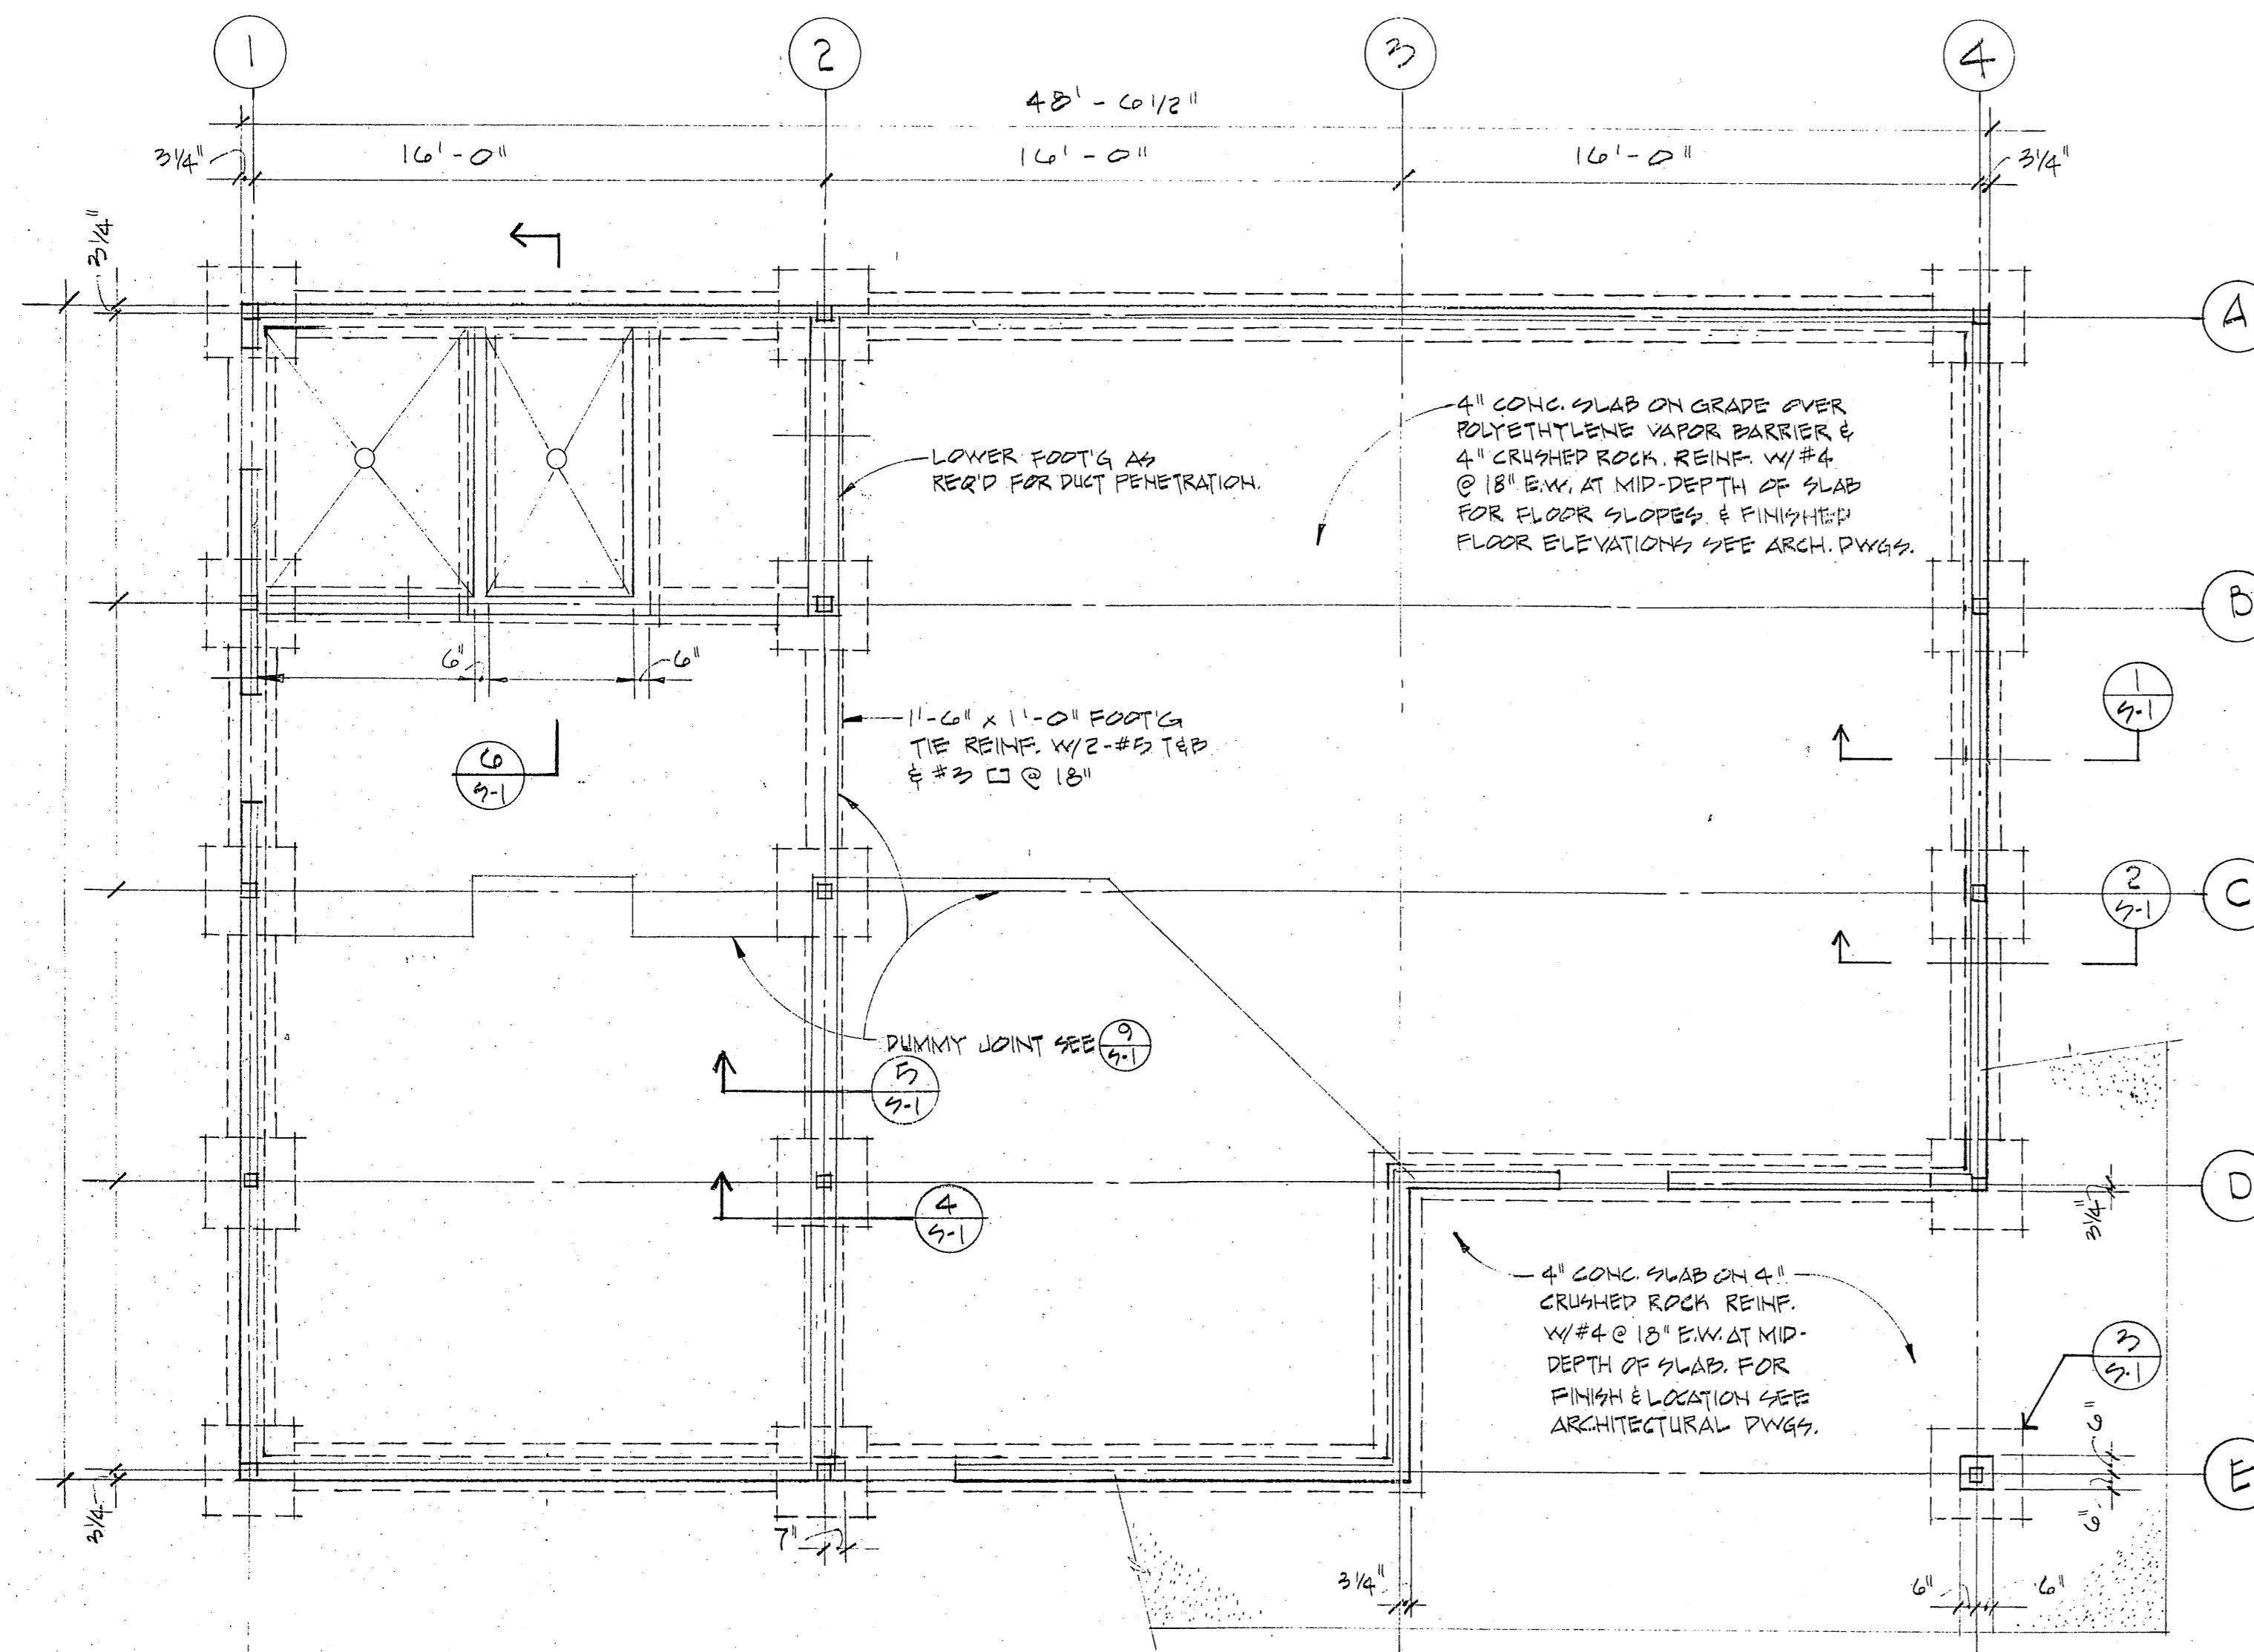 1
2
3
4
48' - 6 1/2"
3 1/4"
16' - 0"
16' - 0"
16' - 0"
3 1/4"
3 1/4"
A
4" CONC. SLAB ON GRADE OVER
POLYETHYLENE VAPOR BARRIER &
4" CRUSHED ROCK. REINF. W/ #4
@ 18" E.W. AT MID-DEPTH OF SLAB
FOR FLOOR SLOPES & FINISHED
FLOOR ELEVATIONS SEE ARCH. DWGS.
LOWER FOOT'G AS
REQ'D FOR DUCT PENETRATION.
B
6"
6"
1
S-1
1'-6" x 1'-0" FOOT'G
TIE REINF. W/2-#5 T&B
& #3 □ @ 18"
6
S-1
2
S-1
C
DUMMY JOINT SEE 9
S-1
5
S-1
D
3 1/4"
4
S-1
4" CONC. SLAB ON 4"
CRUSHED ROCK REINF.
W/#4 @ 18" E.W. AT MID-
DEPTH OF SLAB. FOR
FINISH & LOCATION SEE
ARCHITECTURAL DWGS.
3
S-1
6"
E
6"
3 1/4
7"
3 1/4"
6"
6"